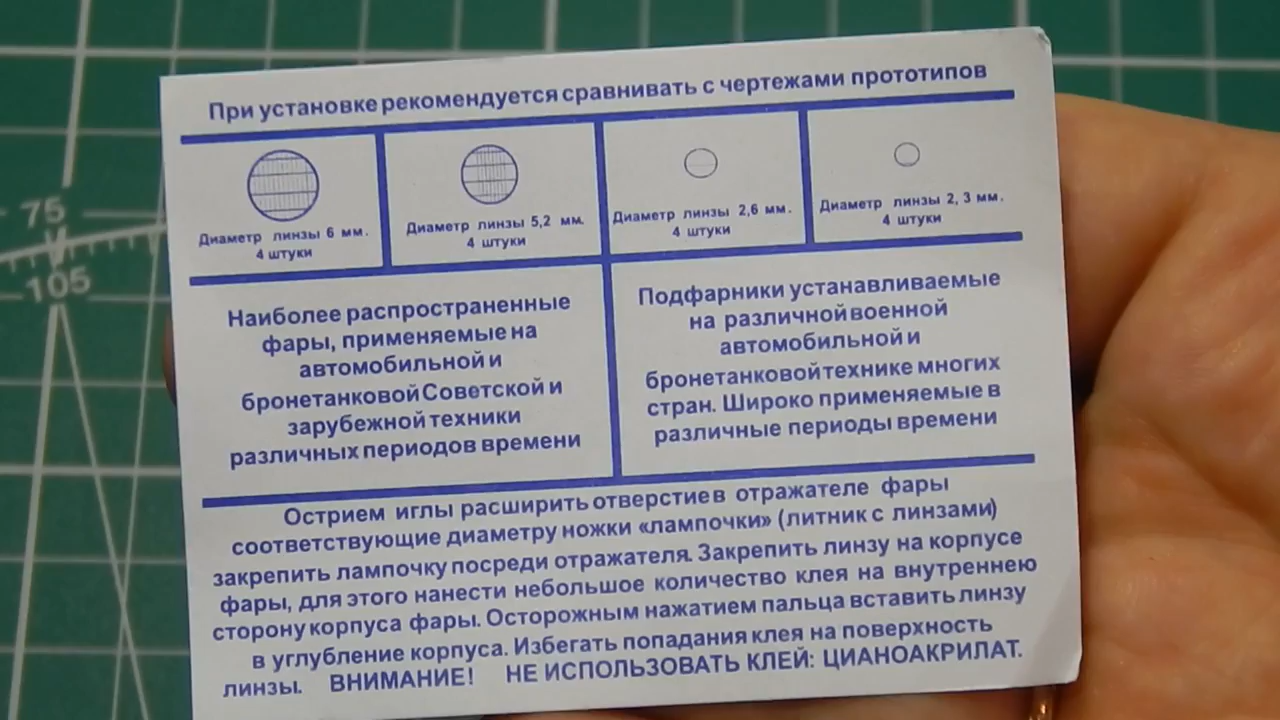 При установке рекомендуется сравнивать с чертежами прототипов
Диаметр линзы 6 мм.
4 штуки
Диаметр линзы 5,2 мм.
4 штуки
Диаметр линзы 2,6 мм.
4 штуки
Диаметр линзы 2, 3 мм.
4 штуки
Наиболее распространенные
фары, применяемые на
автомобильной и
бронетанковой Советской и
зарубежной техники
различных периодов времени
Подфарники устанавливаемые
на различной военной
автомобильной и
бронетанковой технике многих
стран. Широко применяемые в
различные периоды времени
Острием иглы расширить отверстие в отражателе фары
соответствующие диаметру ножки «лампочки» (литник с линзами)
закрепить лампочку посреди отражателя. Закрепить линзу на корпусе
фары, для этого нанести небольшое количество клея на внутреннею
сторону корпуса фары. Осторожным нажатием пальца вставить линзу
в углубление корпуса. Избегать попадания клея на поверхность
линзы. ВНИМАНИЕ! НЕ ИСПОЛЬЗОВАТЬ КЛЕЙ: ЦИАНОАКРИЛАТ.
75
105